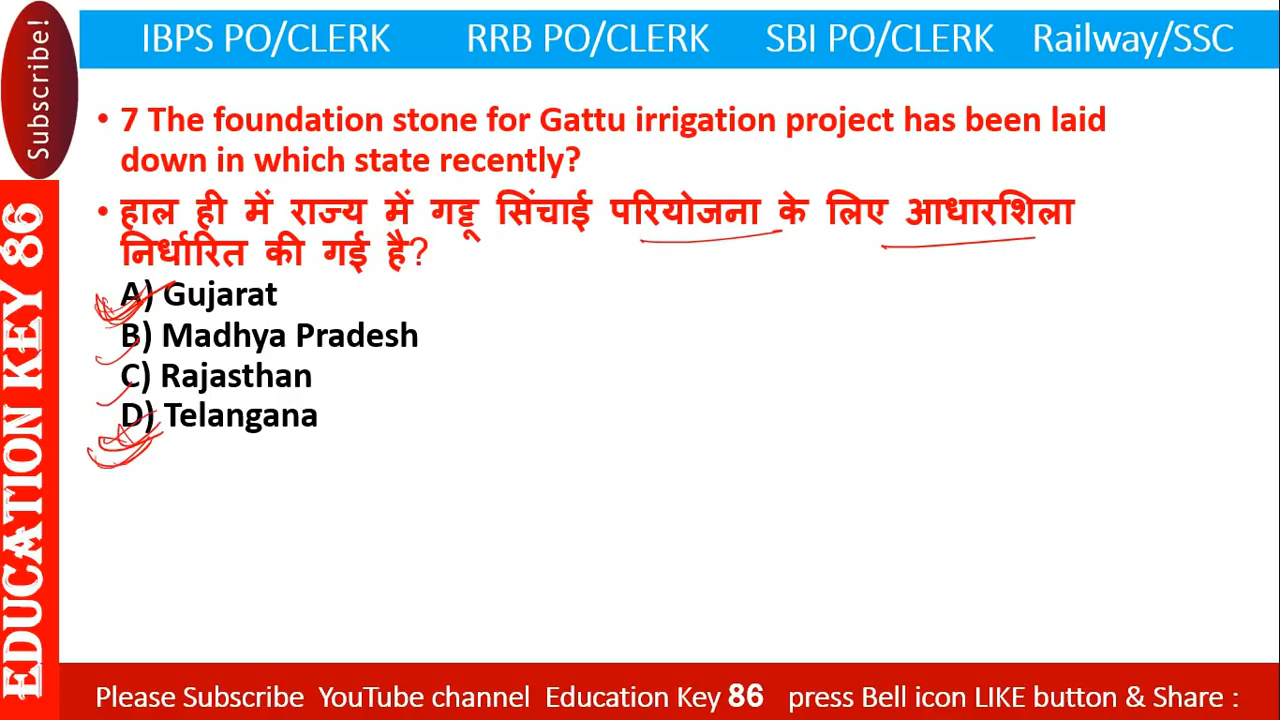 Subscribe!
IBPS PO/CLERK RRB PO/CLERK SBI PO/CLERK Railway/SSC
• 7 The foundation stone for Gattu irrigation project has been laid
down in which state recently?
• हाल ही में राज्य में गट्टू सिंचाई परियोजना के लिए आधारशिला
निर्धारित की गई है?
A) Gujarat
B) Madhya Pradesh
C) Rajasthan
D) Telangana
EDUCATION KEY 86
Please Subscribe YouTube channel Education Key 86 press Bell icon LIKE button & Share :